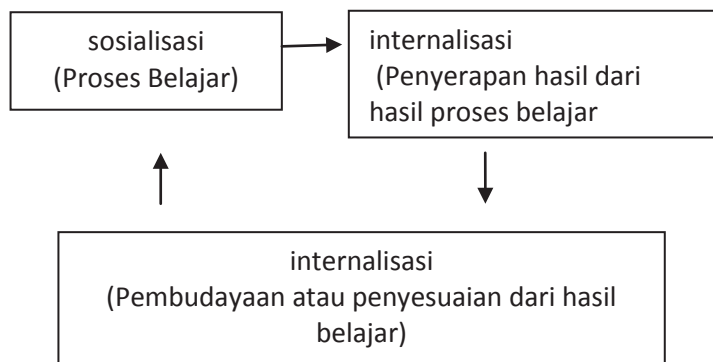 sosialisasi
(Proses Belajar)
internalisasi
(Penyerapan hasil dari
hasil proses belajar
internalisasi
(Pembudayaan atau penyesuaian dari hasil
belajar)